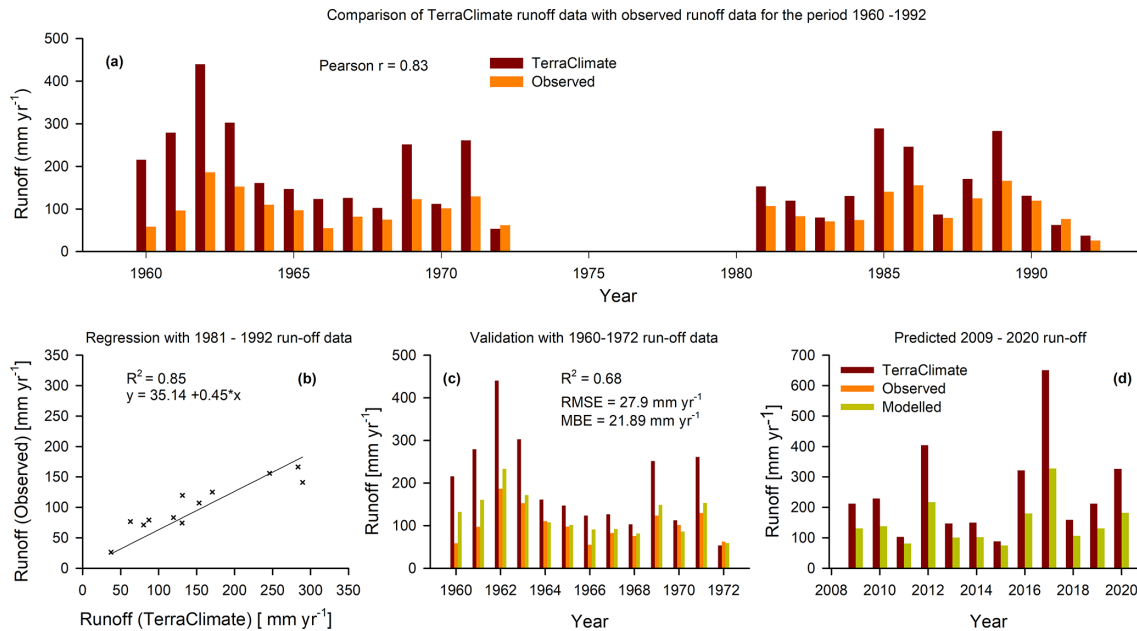 Comparison of TerraClimate runoff data with observed runoff data for the period 1960 -1992
(a)
Pearson r = 0.83
TerraClimate
Observed
Runoff (mm yr⁻¹)
500
400
300
200
100
0
1960 1965 1970 1975 1980 1985 1990
Year
Regression with 1981 - 1992 run-off data
(b)
R² = 0.85
y = 35.14 +0.45*x
Runoff (Observed) [mm yr⁻¹]
350
300
250
200
150
100
50
0
0 50 100 150 200 250 300 350
Runoff (TerraClimate) [ mm yr⁻¹]
Validation with 1960-1972 run-off data
(c)
R² = 0.68
RMSE = 27.9 mm yr⁻¹
MBE = 21.89 mm yr⁻¹
Runoff [mm yr⁻¹]
500
400
300
200
100
0
1960 1962 1964 1966 1968 1970 1972
Year
Predicted 2009 - 2020 run-off
TerraClimate
Observed
Modelled
(d)
Runoff [mm yr⁻¹]
700
600
500
400
300
200
100
0
2008 2010 2012 2014 2016 2018 2020
Year